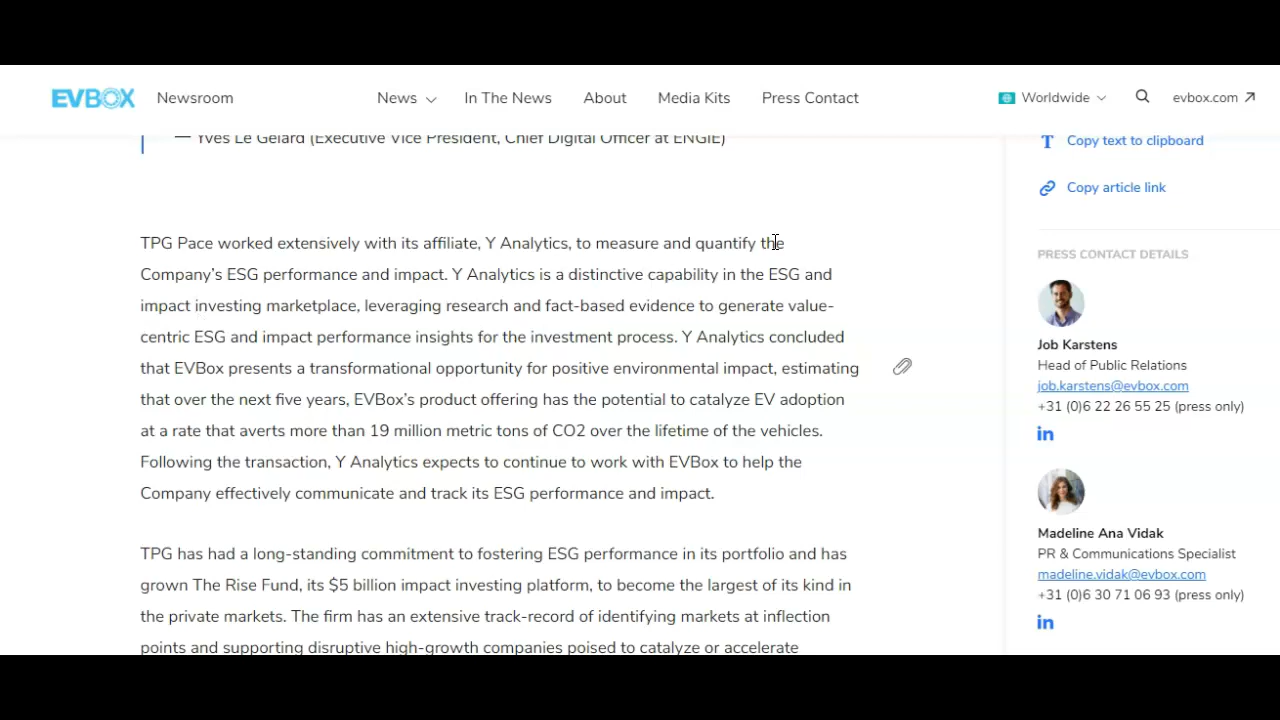 EVBOX Newsroom News In The News About Media Kits Press Contact Worldwide evbox.com
— Yves Le Gélard (Executive Vice President, Chief Digital Officer at ENGIE)
TPG Pace worked extensively with its affiliate, Y Analytics, to measure and quantify the
Company’s ESG performance and impact. Y Analytics is a distinctive capability in the ESG and
impact investing marketplace, leveraging research and fact-based evidence to generate value-
centric ESG and impact performance insights for the investment process. Y Analytics concluded
that EVBox presents a transformational opportunity for positive environmental impact, estimating
that over the next five years, EVBox’s product offering has the potential to catalyze EV adoption
at a rate that averts more than 19 million metric tons of CO2 over the lifetime of the vehicles.
Following the transaction, Y Analytics expects to continue to work with EVBox to help the
Company effectively communicate and track its ESG performance and impact.
TPG has had a long-standing commitment to fostering ESG performance in its portfolio and has
grown The Rise Fund, its $5 billion impact investing platform, to become the largest of its kind in
the private markets. The firm has an extensive track-record of identifying markets at inflection
points and supporting disruptive high-growth companies poised to catalyze or accelerate
T Copy text to clipboard
Copy article link
PRESS CONTACT DETAILS
Job Karstens
Head of Public Relations
job.karstens@evbox.com
+31 (0)6 22 26 55 25 (press only)
in
Madeline Ana Vidak
PR & Communications Specialist
madeline.vidak@evbox.com
+31 (0)6 30 71 06 93 (press only)
in